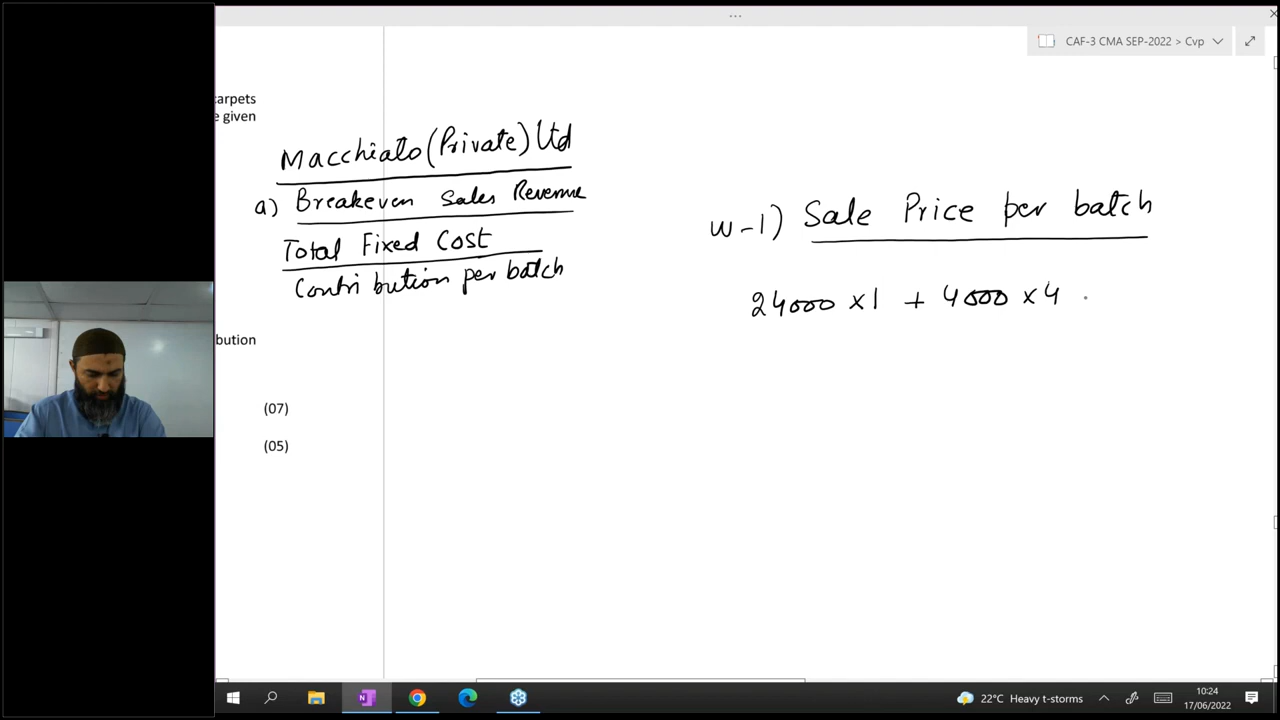 ...
CAF-3 CMA SEP-2022 > Cvp
carpets
e given
Macchiato (Private) Ltd
a) Breakeven Sales Revenue
Total Fixed Cost
Contribution per batch
w-1) Sale Price per batch
24000 x 1 + 4000 x 4
bution
(07)
(05)
22°C Heavy t-storms
10:24
17/06/2022